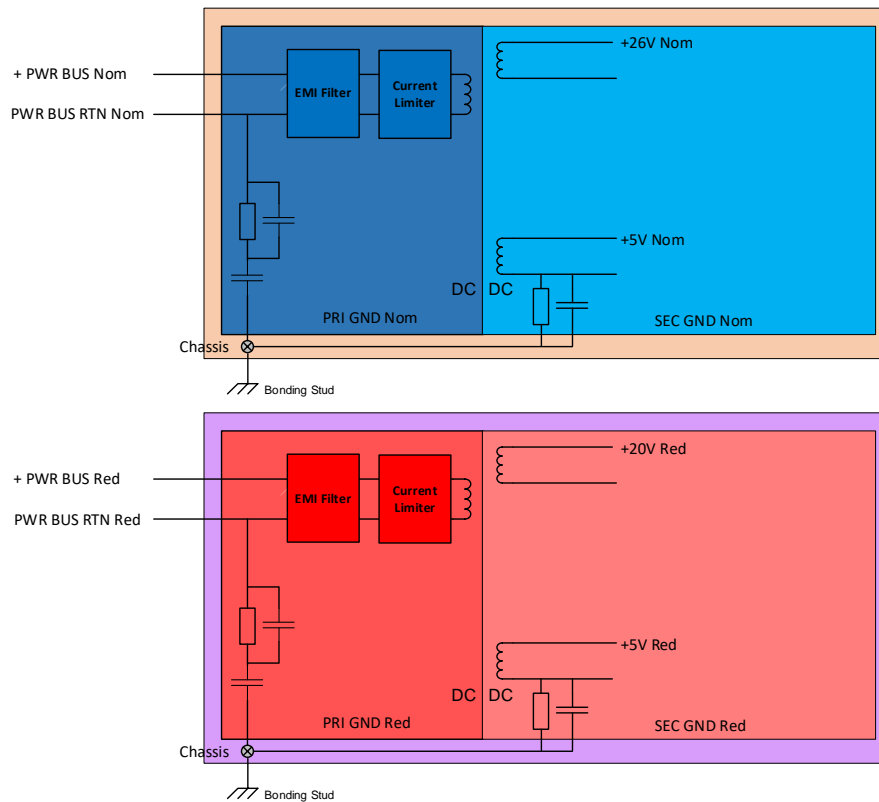 +26V Nom
+ PWR BUS Nom
EMI Filter
Current
Limiter
PWR BUS RTN Nom
+5V Nom
DC DC
PRI GND Nom
SEC GND Nom
Chassis
Bonding Stud
+20V Red
+ PWR BUS Red
EMI Filter
Current
Limiter
PWR BUS RTN Red
+5V Red
DC DC
PRI GND Red
SEC GND Red
Chassis
Bonding Stud